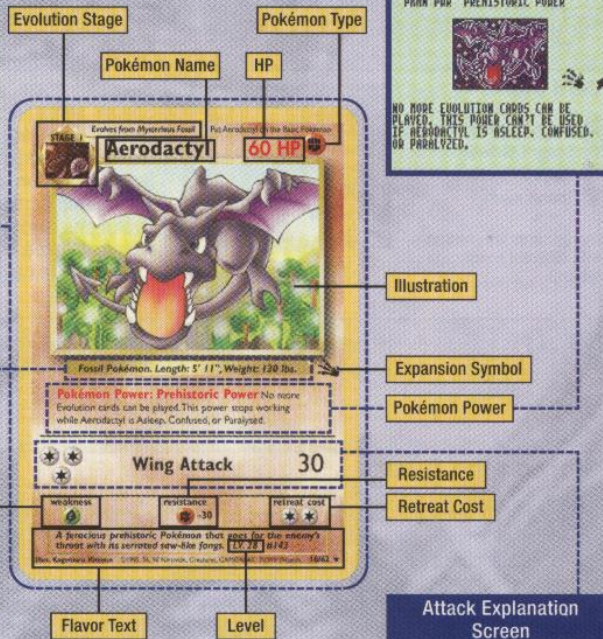 Evolution Stage
Pokémon Type
PKMN PWR PREHISTORIC POWER
Pokémon Name
HP
NO MORE EVOLUTION CARDS CAN BE
PLAYED. THIS POWER CAN'T BE USED
IF AERODACTYL IS ASLEEP, CONFUSED,
OR PARALYZED.
Evolves from Mysterious Fossil Put Aerodactyl on the Basic Pokémon
STAGE 1
Aerodactyl 60 HP
Illustration
Fossil Pokémon. Length: 5' 11", Weight: 130 lbs.
Expansion Symbol
Pokémon Power: Prehistoric Power No more
Evolution cards can be played. This power stops working
while Aerodactyl is Asleep, Confused, or Paralyzed.
Pokémon Power
Wing Attack 30
Resistance
weakness resistance retreat cost
-30
Retreat Cost
A ferocious prehistoric Pokémon that goes for the enemy's
throat with its serrated saw-like fangs. LV. 28 #142
16/62
Flavor Text
Level
Attack Explanation
Screen